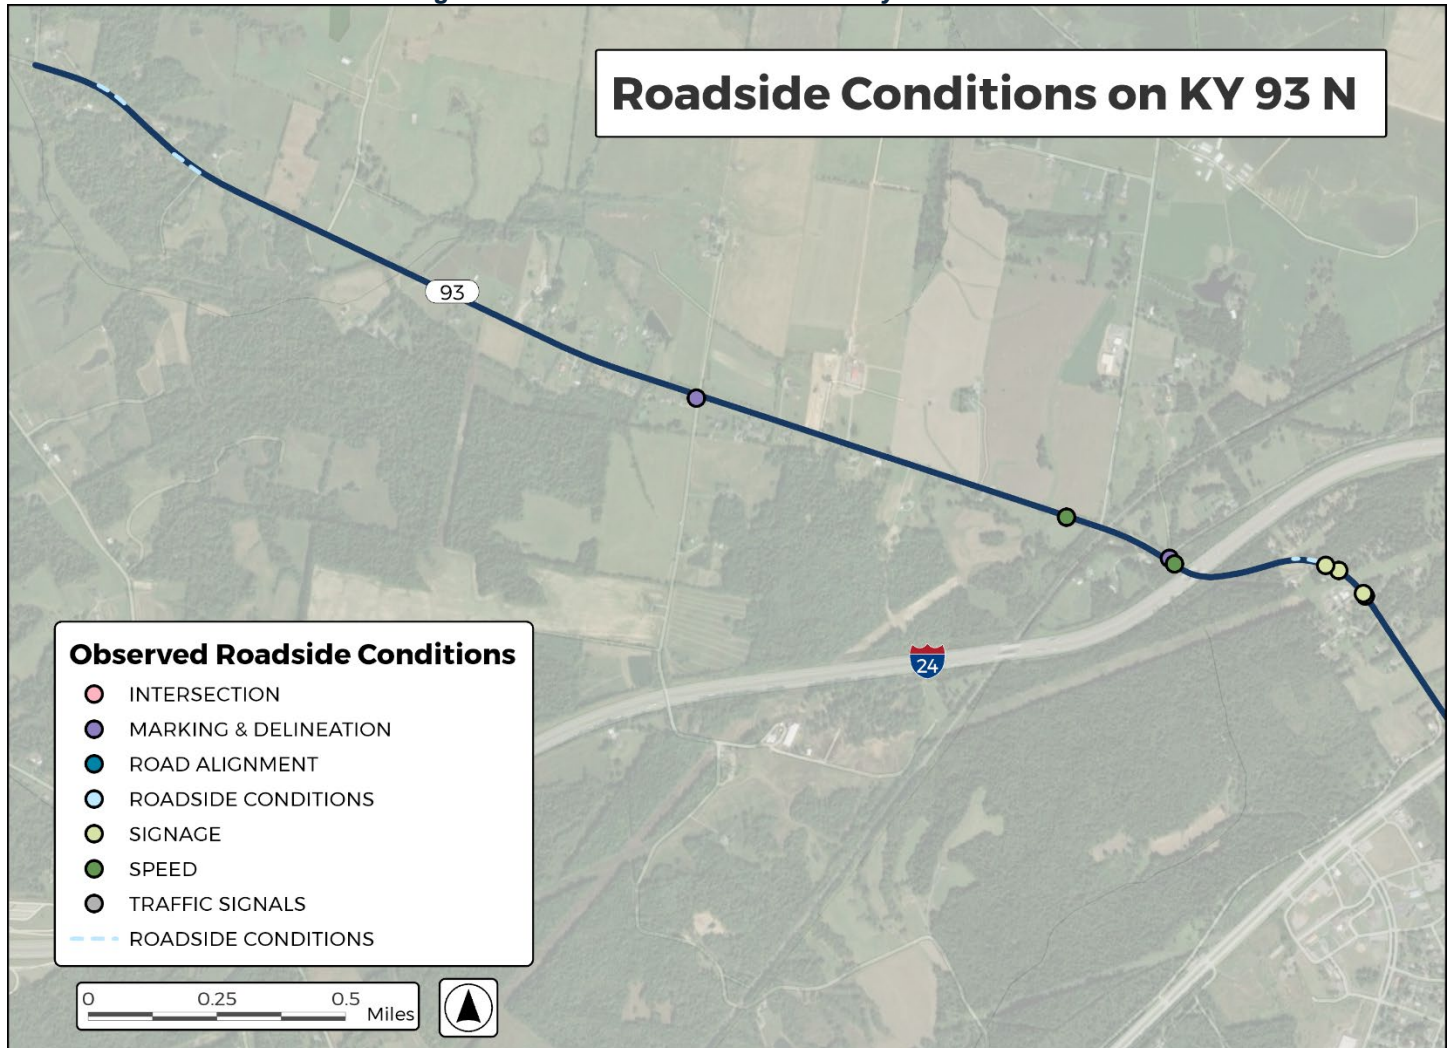 Roadside Conditions on KY 93 N
93
24
Observed Roadside Conditions
INTERSECTION
MARKING & DELINEATION
ROAD ALIGNMENT
ROADSIDE CONDITIONS
SIGNAGE
SPEED
TRAFFIC SIGNALS
ROADSIDE CONDITIONS
0 0.25 0.5
Miles